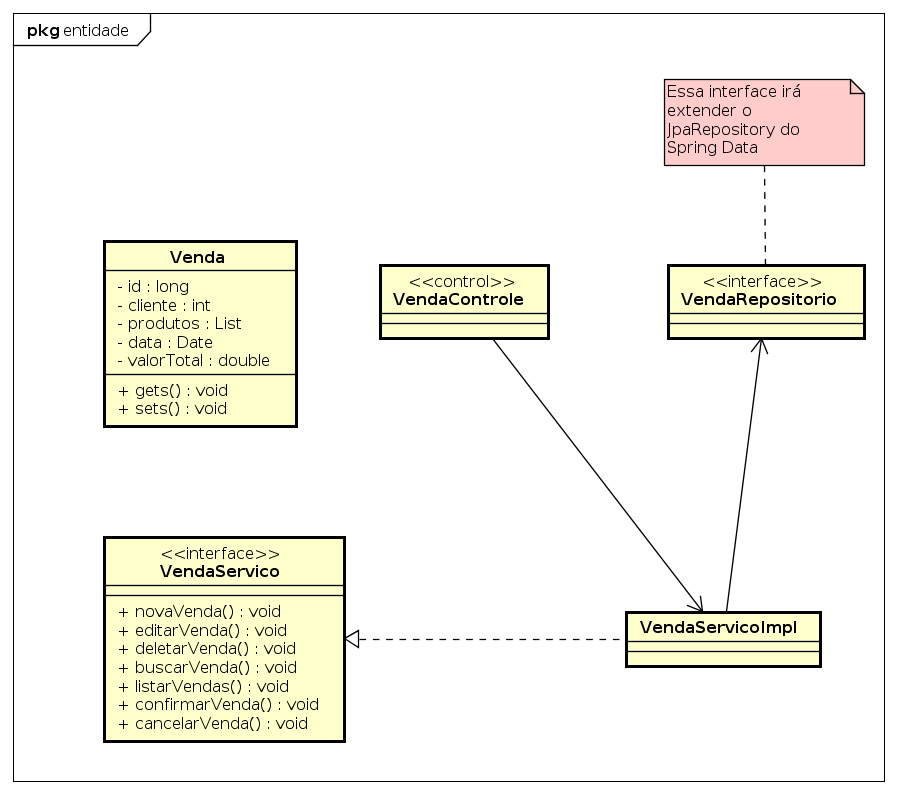 pkg entidade
Essa interface irá
extender o
JpaRepository do
Spring Data
Venda
- id : long
- cliente : int
- produtos : List
- data : Date
- valorTotal : double
+ gets() : void
+ sets() : void
<<control>>
VendaControle
<<interface>>
VendaRepositorio
<<interface>>
VendaServico
+ novaVenda() : void
+ editarVenda() : void
+ deletarVenda() : void
+ buscarVenda() : void
+ listarVendas() : void
+ confirmarVenda() : void
+ cancelarVenda() : void
VendaServicoImpl